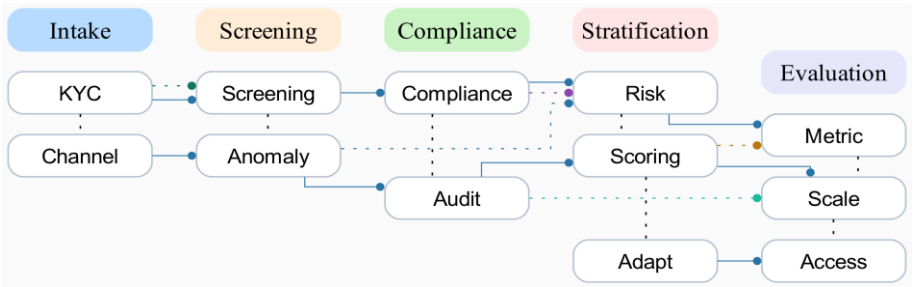 Intake
Screening
Compliance
Stratification
Evaluation
KYC
Screening
Compliance
Risk
Metric
Channel
Anomaly
Scoring
Audit
Scale
Adapt
Access